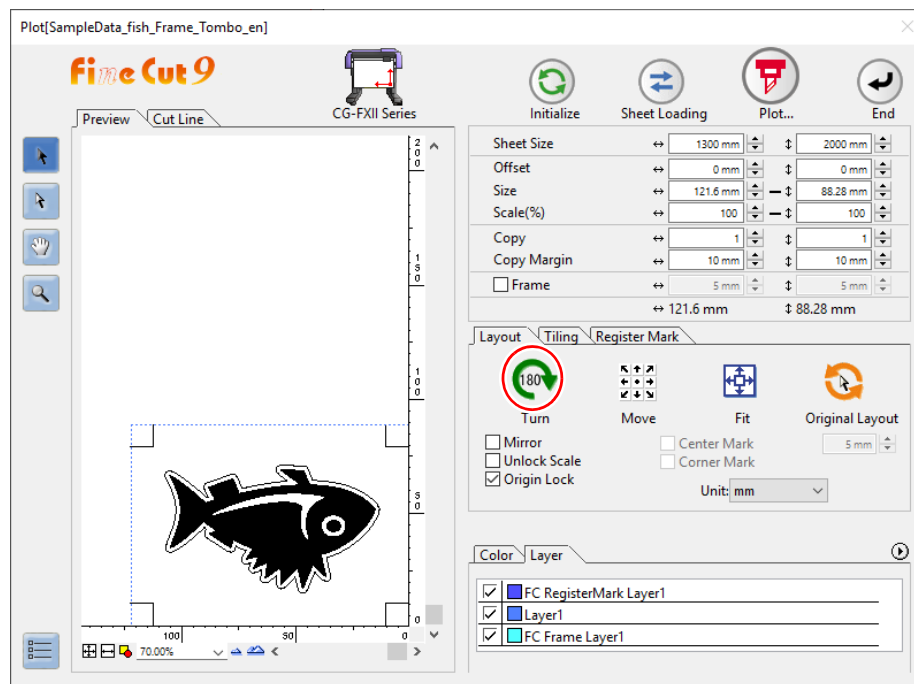 Plot[SampleData_fish_Frame_Tombo_en]
Fine Cut 9
CG-FXII Series
Initialize
Sheet Loading
Plot...
End
Preview
Cut Line
200
150
100
50
0
100
50
0
70.00%
Sheet Size 1300 mm 2000 mm
Offset 0 mm 0 mm
Size 121.6 mm 88.28 mm
Scale(%) 100 100
Copy 1 1
Copy Margin 10 mm 10 mm
Frame 5 mm 5 mm
121.6 mm 88.28 mm
Layout Tiling Register Mark
180°
Turn Move Fit Original Layout
Mirror Center Mark 5 mm
Unlock Scale Corner Mark
Origin Lock
Unit: mm
Color Layer
FC RegisterMark Layer1
Layer1
FC Frame Layer1